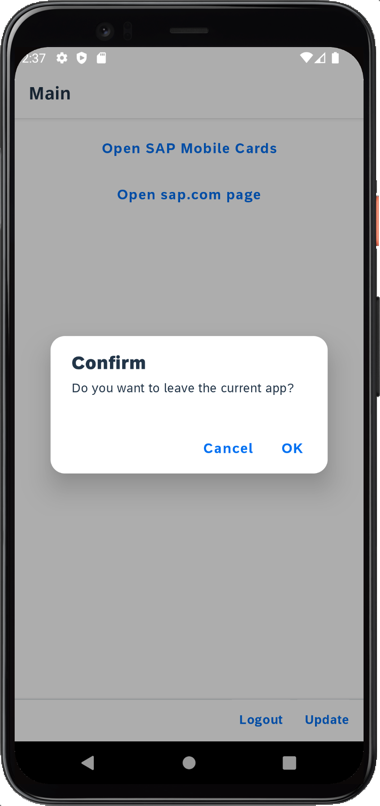 2:37
Main
Open SAP Mobile Cards
Open sap.com page
Confirm
Do you want to leave the current app?
Cancel OK
Logout Update